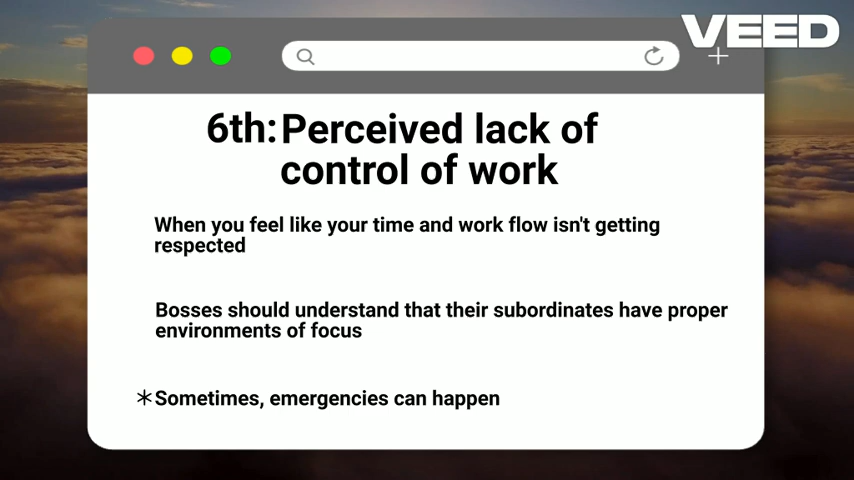 VEED
6th: Perceived lack of
control of work
When you feel like your time and work flow isn't getting
respected
Bosses should understand that their subordinates have proper
environments of focus
*Sometimes, emergencies can happen